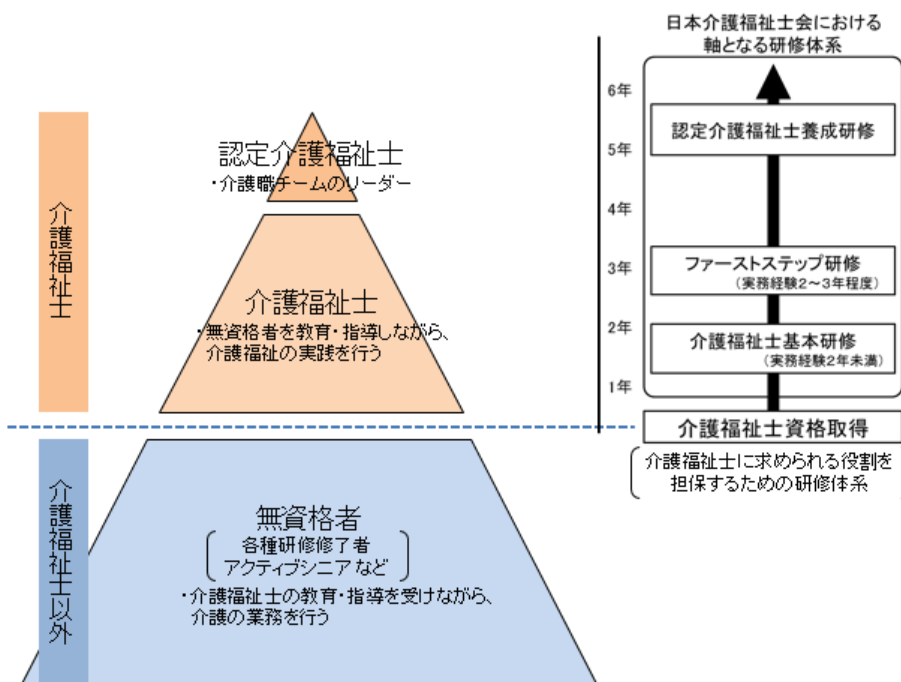 介護福祉士
認定介護福祉士
・介護職チームのリーダー
介護福祉士
・無資格者を教育・指導しながら、
介護福祉の実践を行う
介護福祉士以外
無資格者
各種研修修了者
アクティブシニアなど
・介護福祉士の教育・指導を受けながら、
介護の業務を行う
日本介護福祉士会における
軸となる研修体系
6年
認定介護福祉士養成研修
5年
4年
3年
ファーストステップ研修
(実務経験2～3年程度)
2年
介護福祉士基本研修
(実務経験2年未満)
1年
介護福祉士資格取得
介護福祉士に求められる役割を
担保するための研修体系